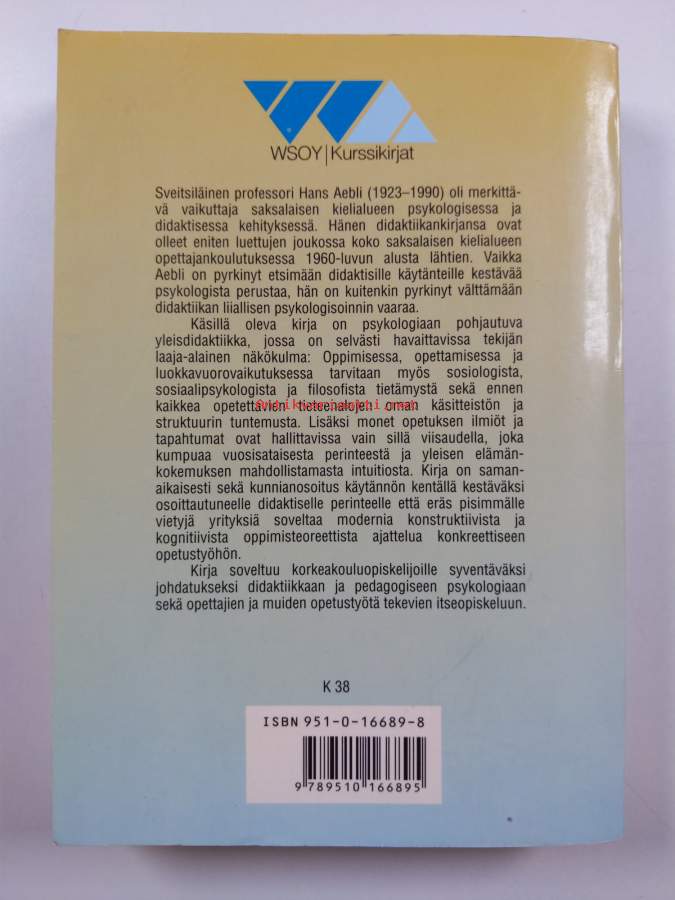 WSOY | Kurssikirjat
Sveitsiläinen professori Hans Aebli (1923–1990) oli merkittä-
vä vaikuttaja saksalaisen kielialueen psykologisessa ja
didaktisessa kehityksessä. Hänen didaktiikankirjansa ovat
olleet eniten luettujen joukossa koko saksalaisen kielialueen
opettajankoulutuksessa 1960-luvun alusta lähtien. Vaikka
Aebli on pyrkinyt etsimään didaktisille käytänteille kestävää
psykologista perustaa, hän on kuitenkin pyrkinyt välttämään
didaktiikan liiallisen psykologisoinnin vaaraa.
Käsillä oleva kirja on psykologiaan pohjautuva
yleisdidaktiikka, jossa on selvästi havaittavissa tekijän
laaja-alainen näkökulma: Oppimisessa, opettamisessa ja
luokkavuorovaikutuksessa tarvitaan myös sosiologista,
sosiaalipsykologista ja filosofista tietämystä sekä ennen
kaikkea opetettavien tieteenalojen oman käsitteistön ja
struktuurin tuntemusta. Lisäksi monet opetuksen ilmiöt ja
tapahtumat ovat hallittavissa vain sillä viisaudella, joka
kumpuaa vuosisataisesta perinteestä ja yleisen elämän-
kokemuksen mahdollistamasta intuitiosta. Kirja on saman-
aikaisesti sekä kunnianosoitus käytännön kentällä kestäväksi
osoittautuneelle didaktiselle perinteelle että eräs pisimmälle
vietyjä yrityksiä soveltaa modernia konstruktiivista ja
kognitiivista oppimisteoreettista ajattelua konkreettiseen
opetustyöhön.
Kirja soveltuu korkeakouluopiskelijoille syventäväksi
johdatukseksi didaktiikkaan ja pedagogiseen psykologiaan
sekä opettajien ja muiden opetustyötä tekevien itseopiskeluun.
K 38
ISBN 951-0-16689-8
9 789510 166895